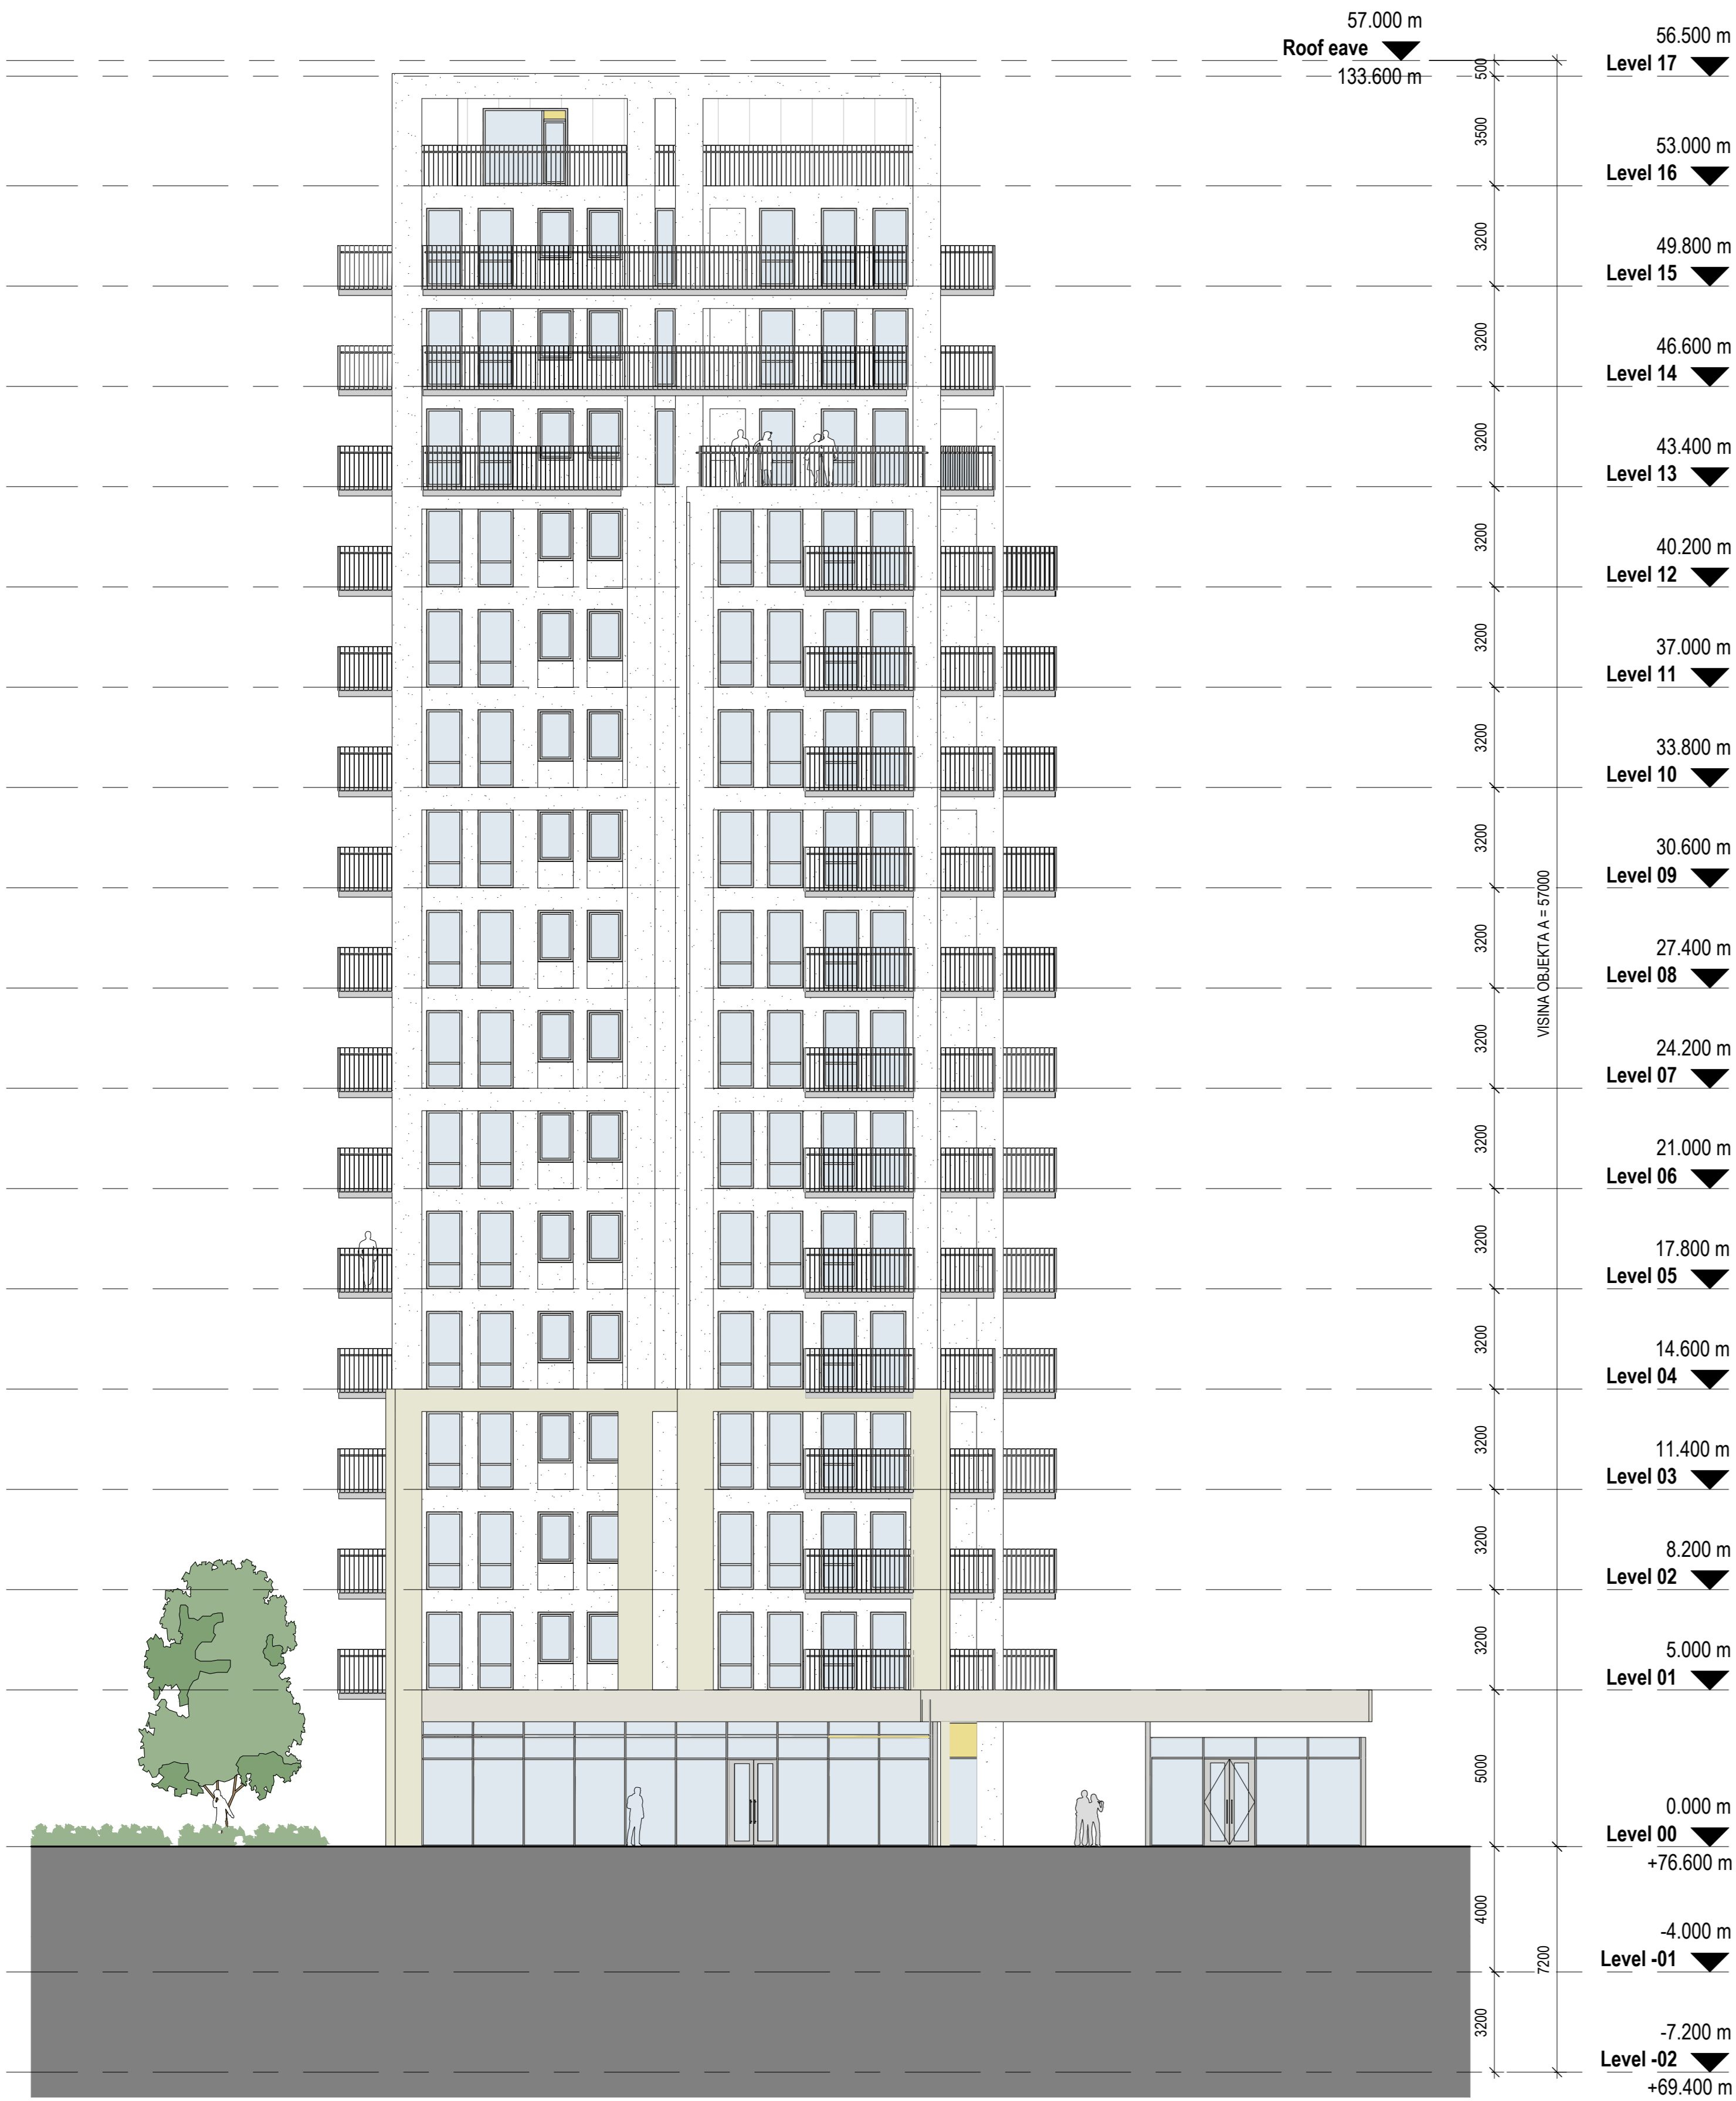 57.000 m
Roof eave
133.600 m
56.500 m
Level 17
500
3500
53.000 m
Level 16
3200
49.800 m
Level 15
3200
46.600 m
Level 14
3200
43.400 m
Level 13
3200
40.200 m
Level 12
3200
37.000 m
Level 11
3200
33.800 m
Level 10
3200
30.600 m
Level 09
VISINA OBJEKTA A = 57000
3200
27.400 m
Level 08
3200
24.200 m
Level 07
3200
21.000 m
Level 06
3200
17.800 m
Level 05
3200
14.600 m
Level 04
3200
11.400 m
Level 03
3200
8.200 m
Level 02
3200
5.000 m
Level 01
5000
0.000 m
Level 00
+76.600 m
4000
-4.000 m
Level -01
7200
3200
-7.200 m
Level -02
+69.400 m